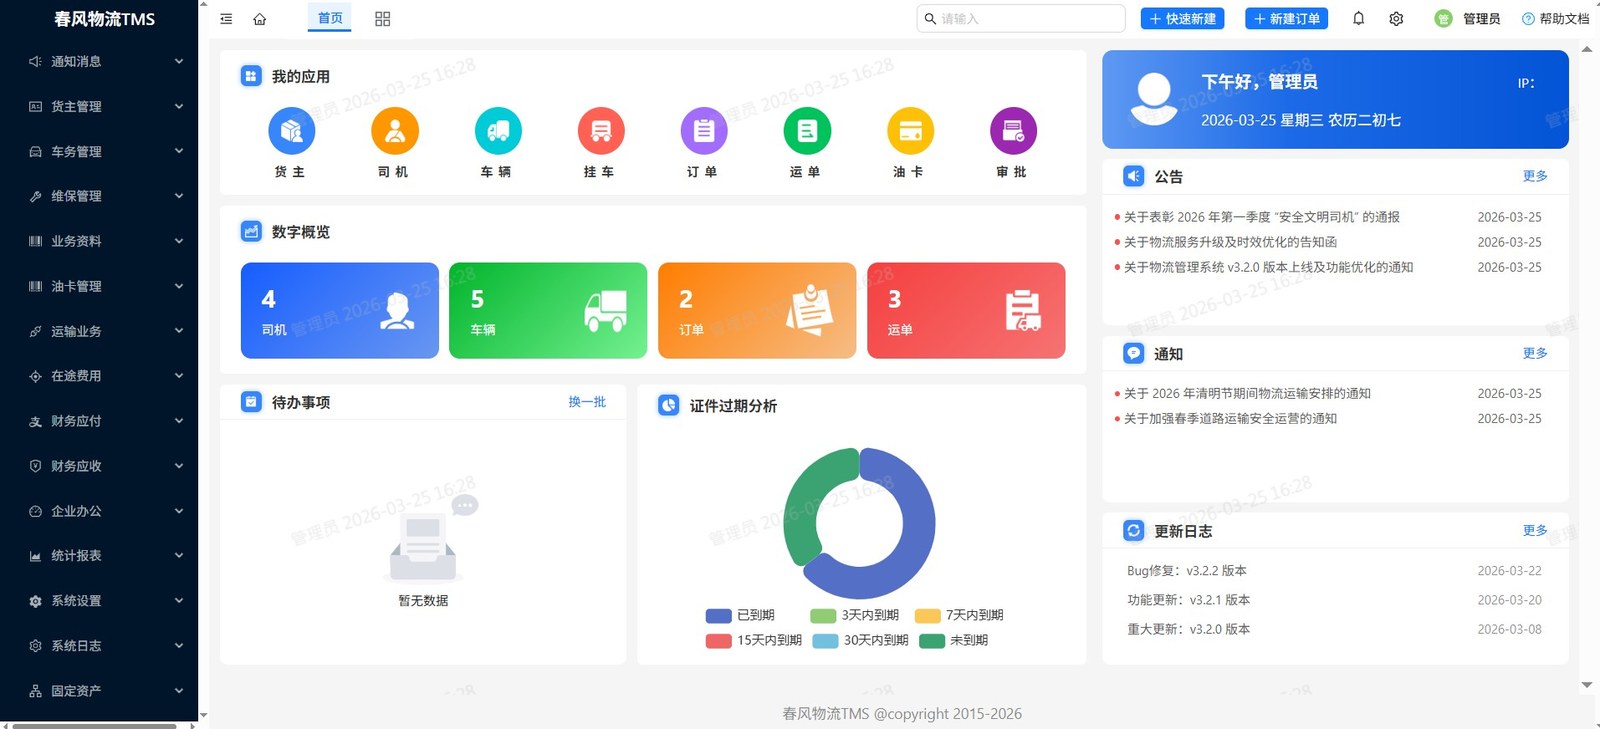 春风物流TMS
首页
请输入
快速新建
新建订单
管
管理员
帮助文档
通知消息
货主管理
车务管理
维保管理
业务资料
油卡管理
运输业务
在途费用
财务应付
财务应收
企业办公
统计报表
系统设置
系统日志
固定资产
我的应用
货主
司机
车辆
挂车
订单
运单
油卡
审批
数字概览
4
司机
5
车辆
2
订单
3
运单
待办事项
换一批
暂无数据
证件过期分析
已到期
3天内到期
7天内到期
15天内到期
30天内到期
未到期
下午好，管理员
IP：
2026-03-25 星期三 农历二初七
公告
更多
关于表彰 2026 年第一季度 “安全文明司机” 的通报
2026-03-25
关于物流服务升级及时效优化的告知函
2026-03-25
关于物流管理系统 v3.2.0 版本上线及功能优化的通知
2026-03-25
通知
更多
关于 2026 年清明节期间物流运输安排的通知
2026-03-25
关于加强春季道路运输安全运营的通知
2026-03-25
更新日志
更多
Bug修复：v3.2.2 版本
2026-03-22
功能更新：v3.2.1 版本
2026-03-20
重大更新：v3.2.0 版本
2026-03-08
春风物流TMS @copyright 2015-2026
管理员 2026-03-25 16:28